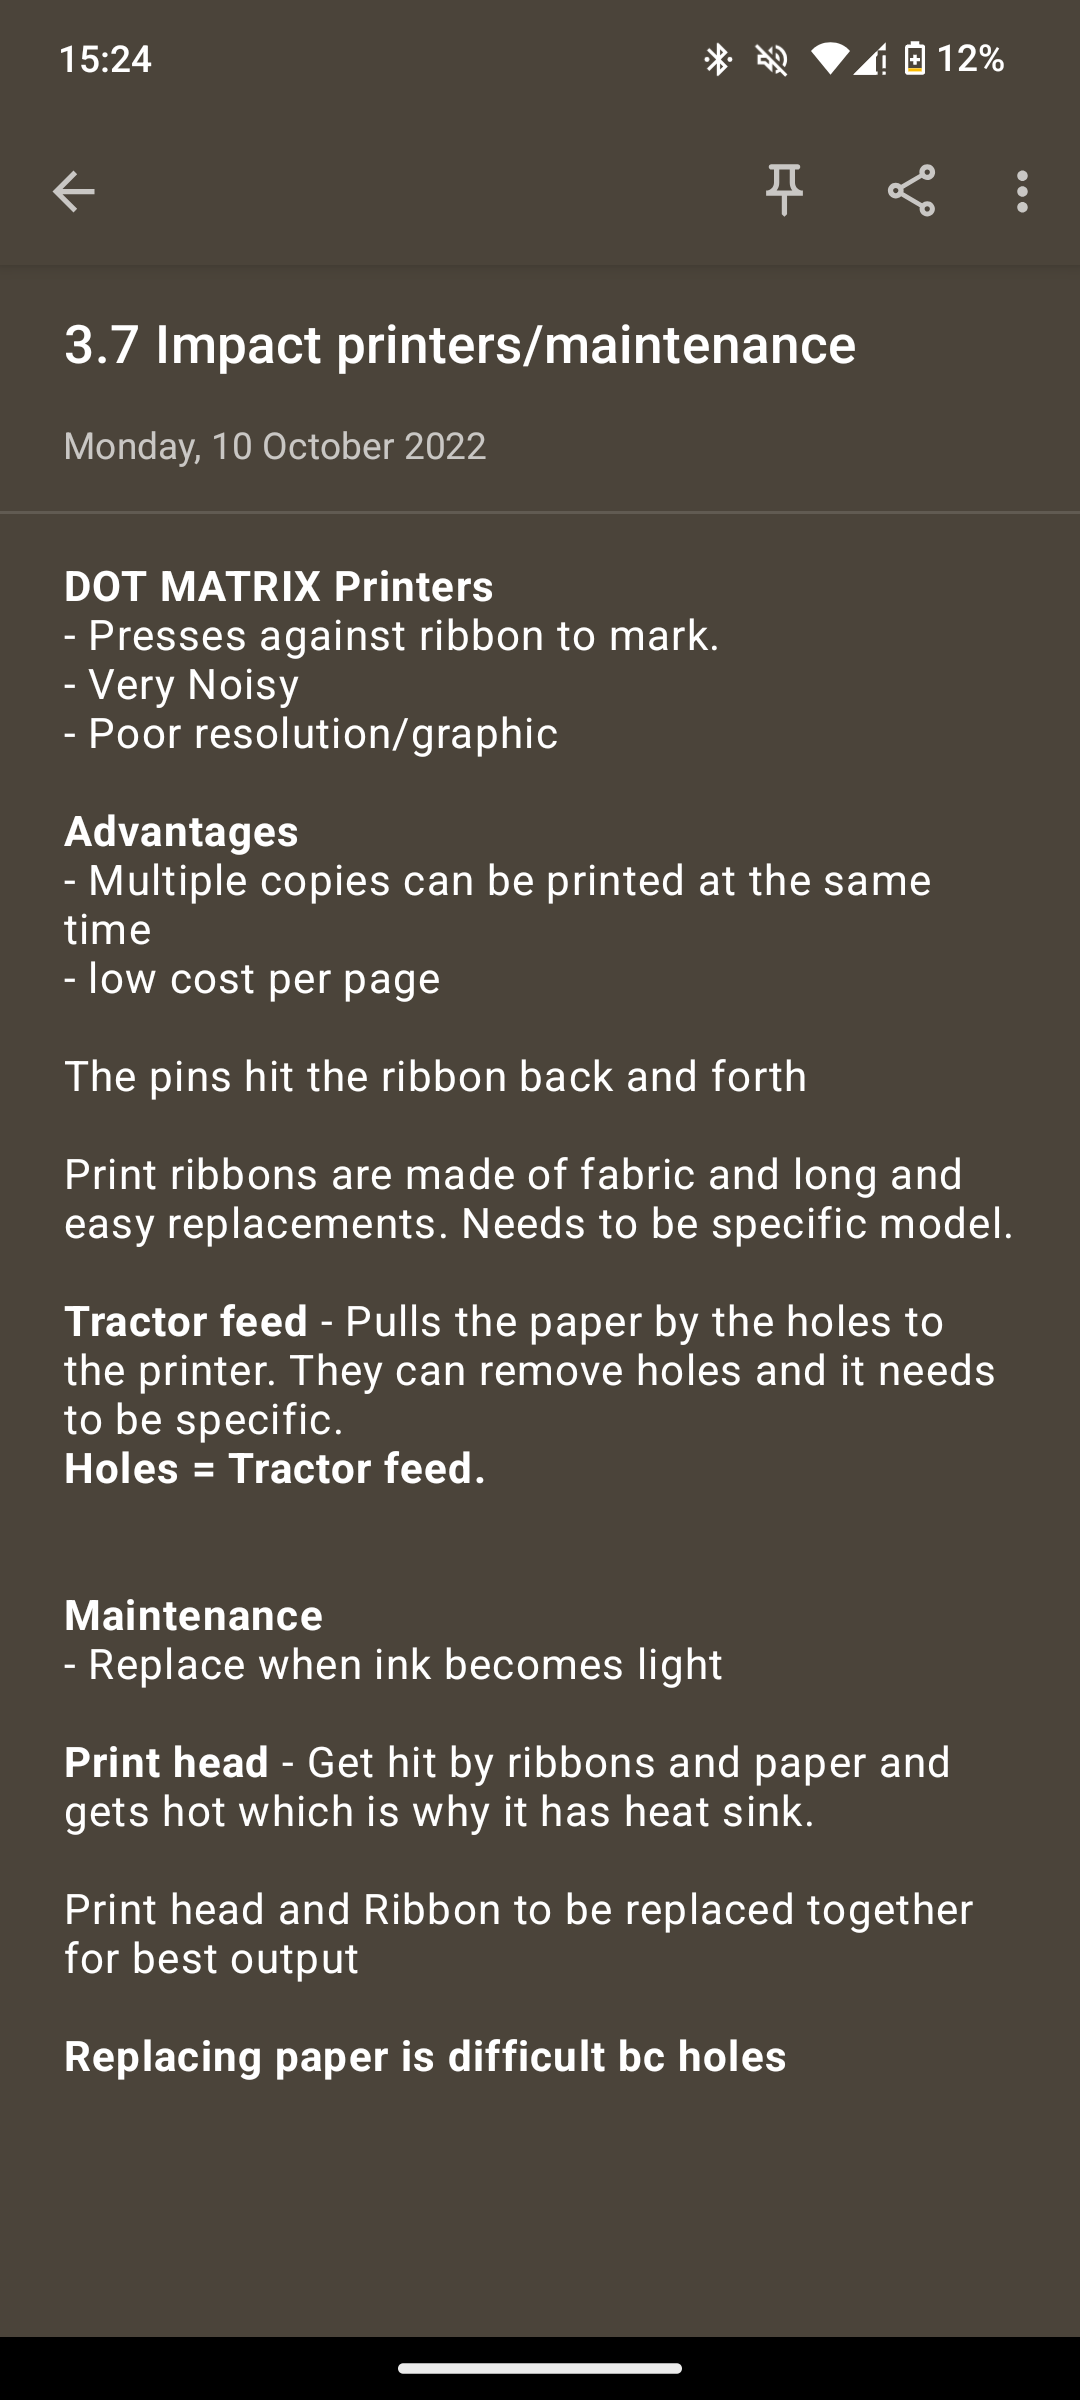 15:24
12%
3.7 Impact printers/maintenance
Monday, 10 October 2022
DOT MATRIX Printers
- Presses against ribbon to mark.
- Very Noisy
- Poor resolution/graphic
Advantages
- Multiple copies can be printed at the same
time
- low cost per page
The pins hit the ribbon back and forth
Print ribbons are made of fabric and long and
easy replacements. Needs to be specific model.
Tractor feed - Pulls the paper by the holes to
the printer. They can remove holes and it needs
to be specific.
Holes = Tractor feed.
Maintenance
- Replace when ink becomes light
Print head - Get hit by ribbons and paper and
gets hot which is why it has heat sink.
Print head and Ribbon to be replaced together
for best output
Replacing paper is difficult bc holes